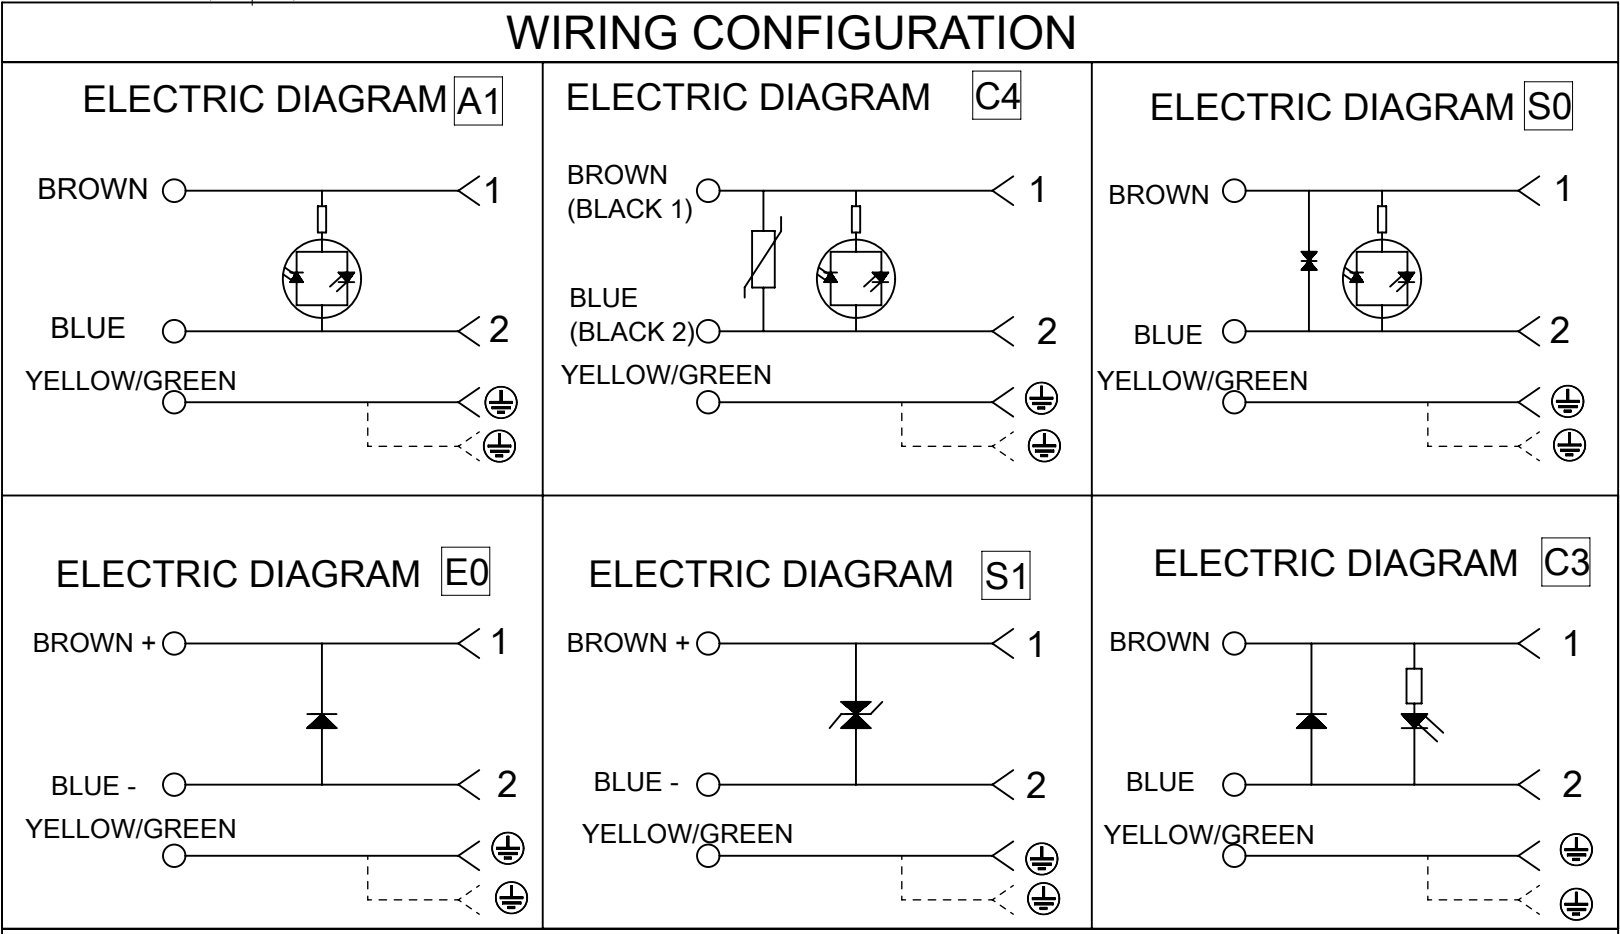 WIRING CONFIGURATION
ELECTRIC DIAGRAM A1
BROWN 1
BLUE 2
YELLOW/GREEN
ELECTRIC DIAGRAM C4
BROWN
(BLACK 1) 1
BLUE
(BLACK 2) 2
YELLOW/GREEN
ELECTRIC DIAGRAM S0
BROWN 1
BLUE 2
YELLOW/GREEN
ELECTRIC DIAGRAM E0
BROWN + 1
BLUE - 2
YELLOW/GREEN
ELECTRIC DIAGRAM S1
BROWN + 1
BLUE - 2
YELLOW/GREEN
ELECTRIC DIAGRAM C3
BROWN 1
BLUE 2
YELLOW/GREEN